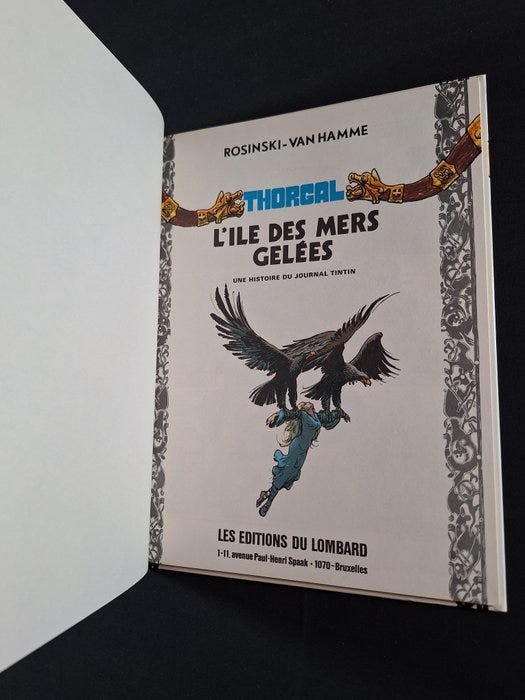 ROSINSKI-VAN HAMME
THORGAL
L'ILE DES MERS
GELÉES
UNE HISTOIRE DU JOURNAL TINTIN
LES EDITIONS DU LOMBARD
1-11, avenue Paul-Henri Spaak • 1070-Bruxelles